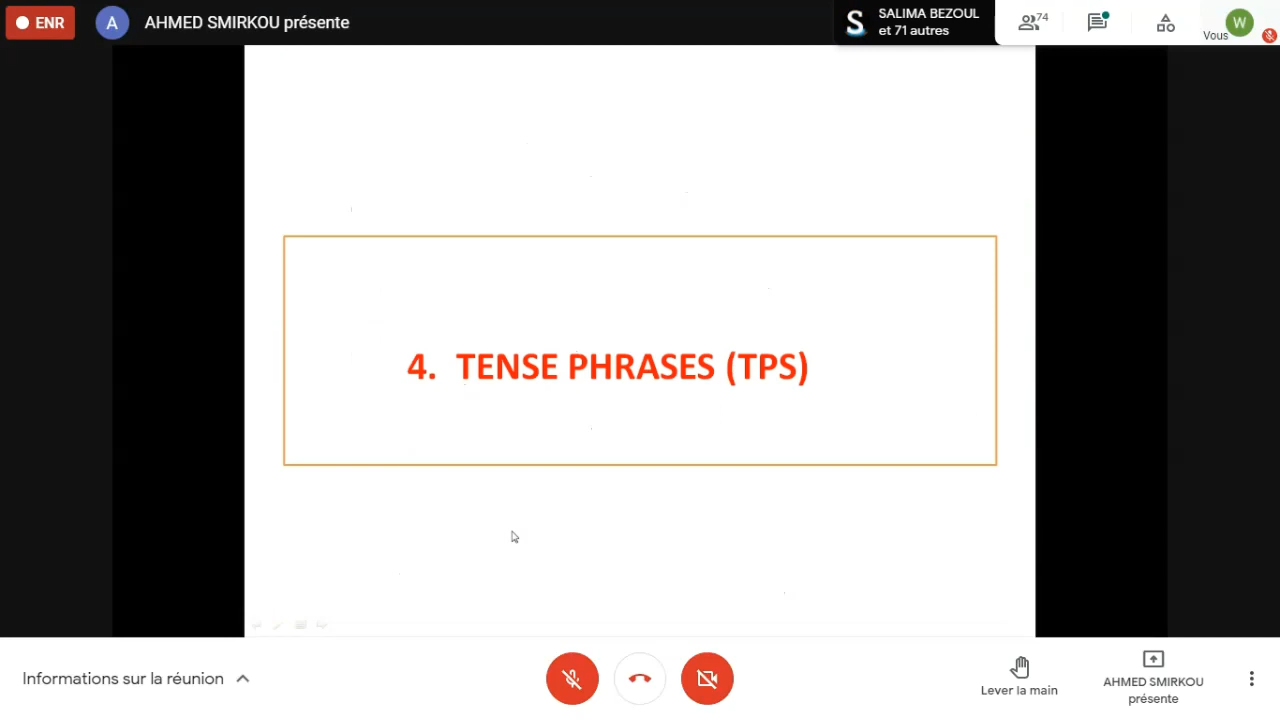 ENR
A
AHMED SMIRKOU présente
S
SALIMA BEZOUL
et 71 autres
74
Vous
W
4. TENSE PHRASES (TPS)
Informations sur la réunion
Lever la main
AHMED SMIRKOU
présente